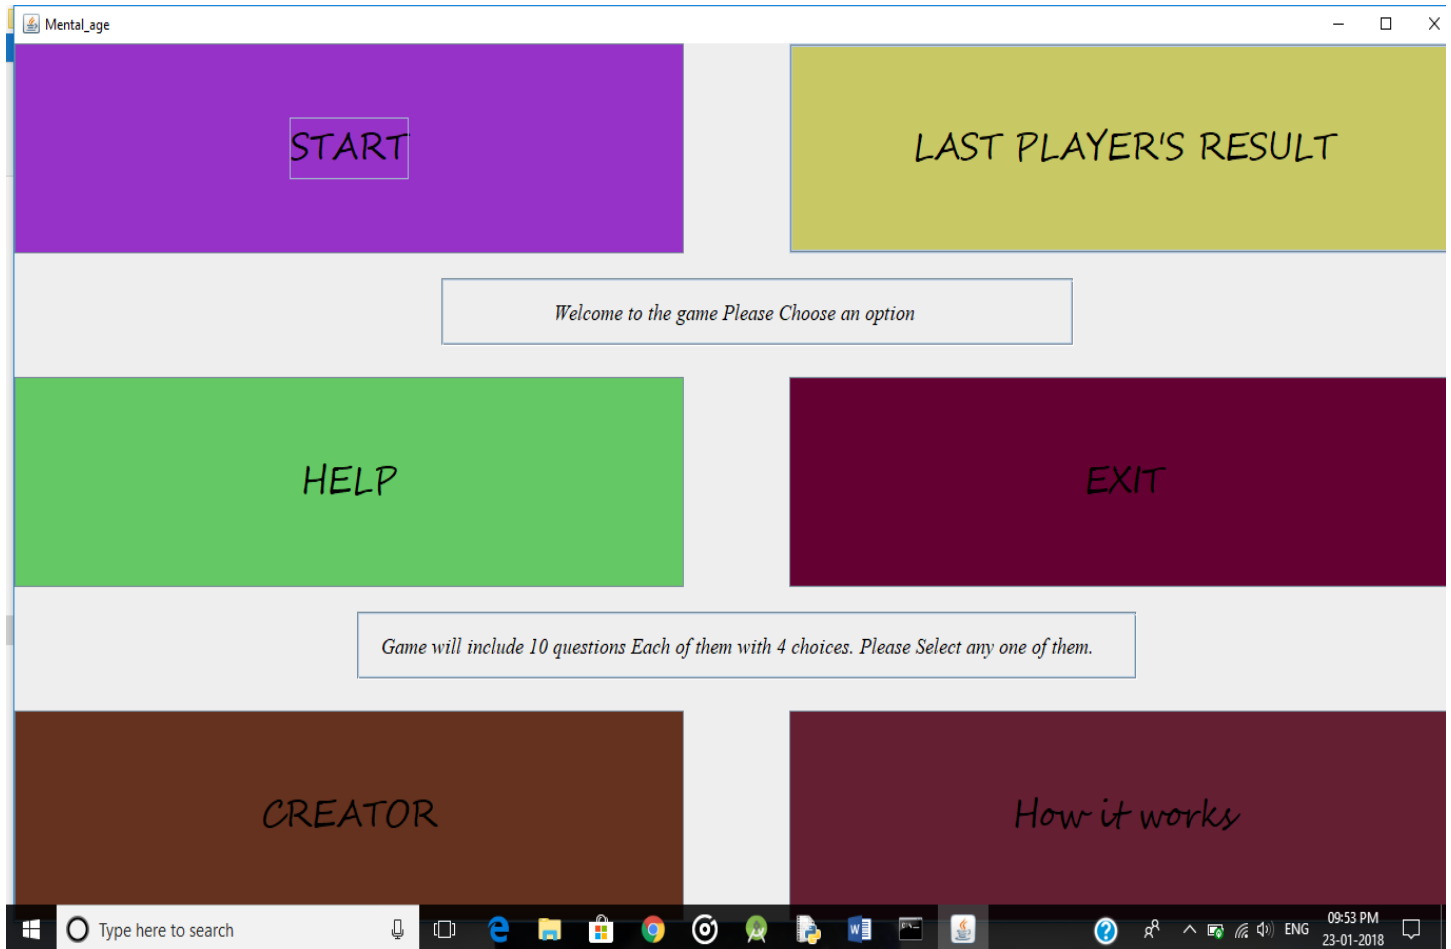 Mental_age
START
LAST PLAYER'S RESULT
Welcome to the game Please Choose an option
HELP
EXIT
Game will include 10 questions Each of them with 4 choices. Please Select any one of them.
CREATOR
How it works
Type here to search
ENG
09:53 PM
23-01-2018